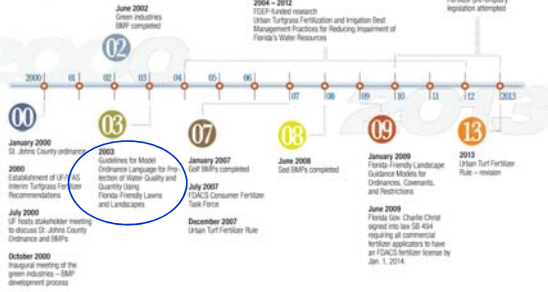 June 2002
Green industries
BMP completed
02
2004 – 2012
FDEP-funded research
Urban Turfgrass Fertilization and Irrigation Best
Management Practices for Reducing Impairment of
Florida's Water Resources
legislation attempted
2000
01
02
03
04
05
06
07
08
09
10
11
12
2013
00
January 2000
St. Johns County ordinance
2000
Establishment of UF/IFAS
Interim Turfgrass Fertilizer
Recommendations
July 2000
UF hosts stakeholder meeting
to discuss St. Johns County
Ordinance and BMPs
October 2000
Inaugural meeting of the
green industries – BMP
development process
03
2003
Guidelines for Model
Ordinance Language for Pro-
tection of Water Quality and
Quantity Using
Florida-Friendly Lawns
and Landscapes
07
January 2007
Golf BMPs completed
July 2007
FDACS Consumer Fertilizer
Task Force
December 2007
Urban Turf Fertilizer Rule
08
June 2008
Sod BMPs completed
09
January 2009
Florida-Friendly Landscape
Guidance Models for
Ordinances, Covenants,
and Restrictions
June 2009
Florida Gov. Charlie Christ
signed into law SB 494
requiring all commercial
fertilizer applicators to have
an FDACS fertilizer license by
Jan. 1, 2014.
13
2013
Urban Turf Fertilizer
Rule – revision